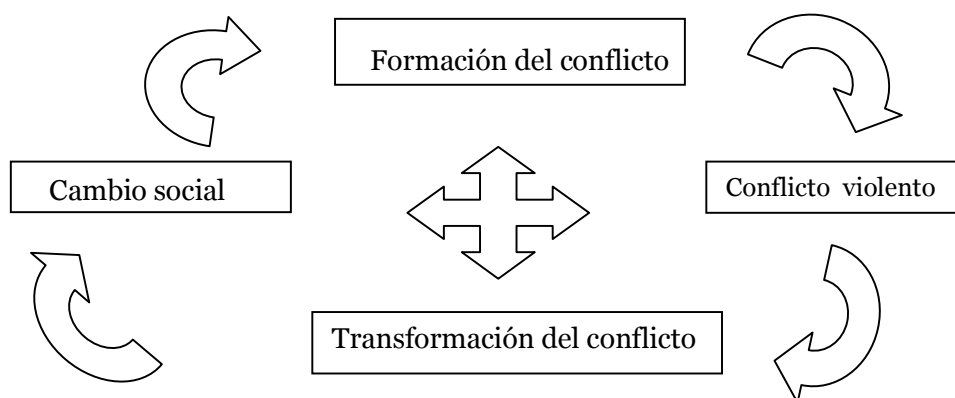 Formación del conflicto
Cambio social
Conflicto violento
Transformación del conflicto